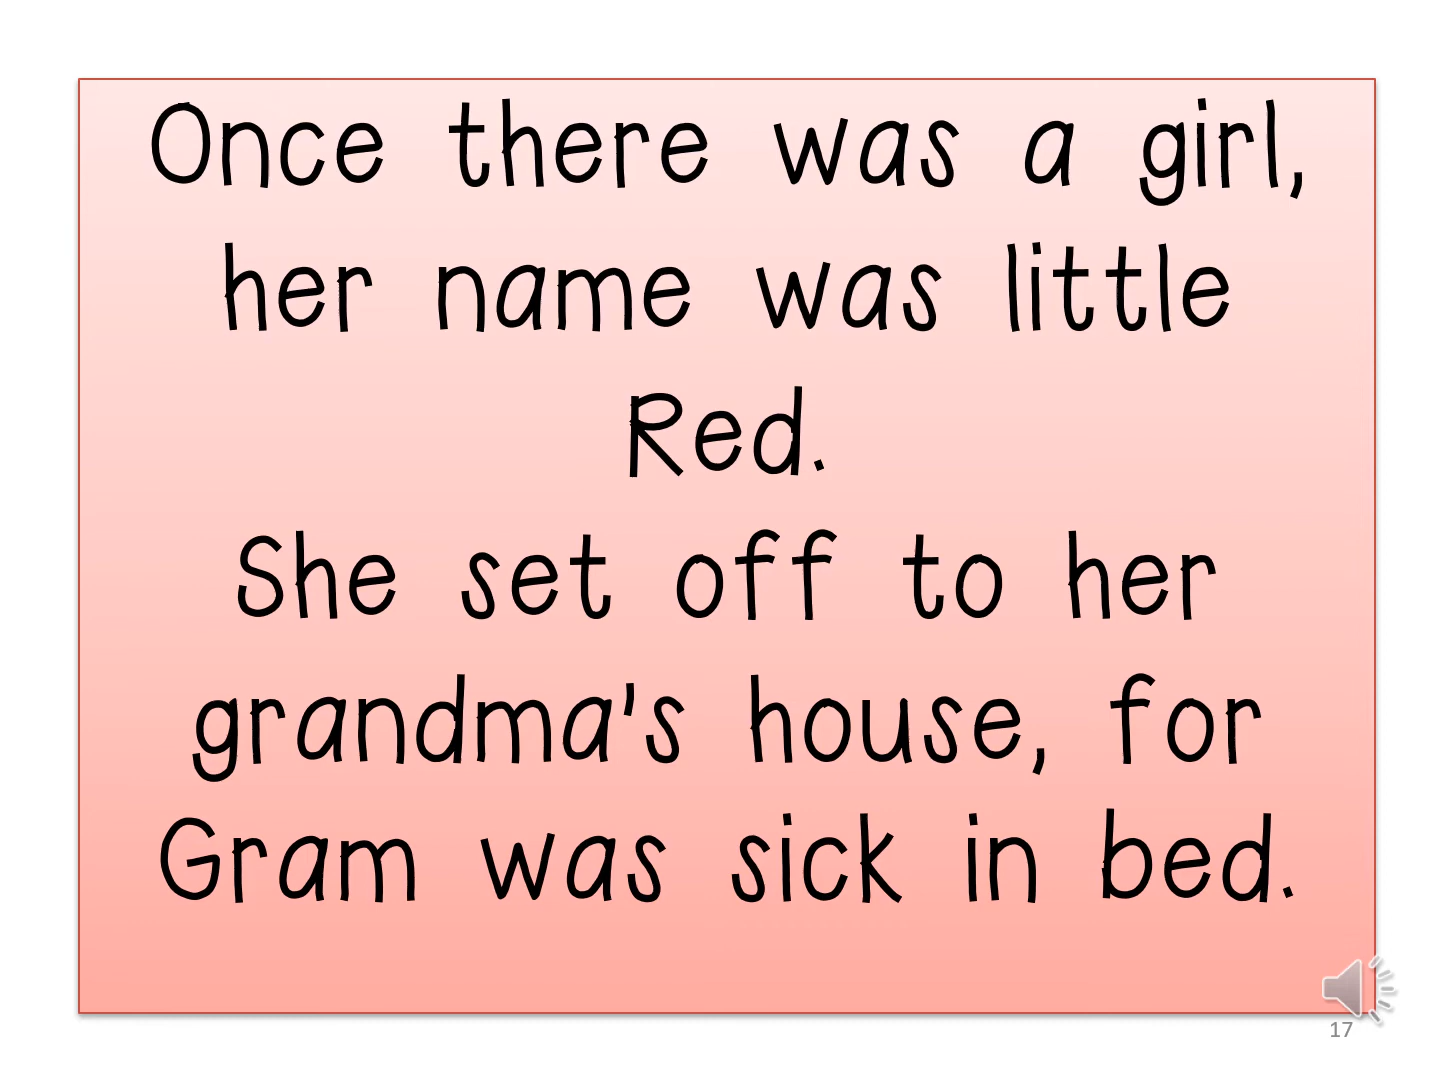 Once there was a girl,
her name was little
Red.
She set off to her
grandma's house, for
Gram was sick in bed.
17